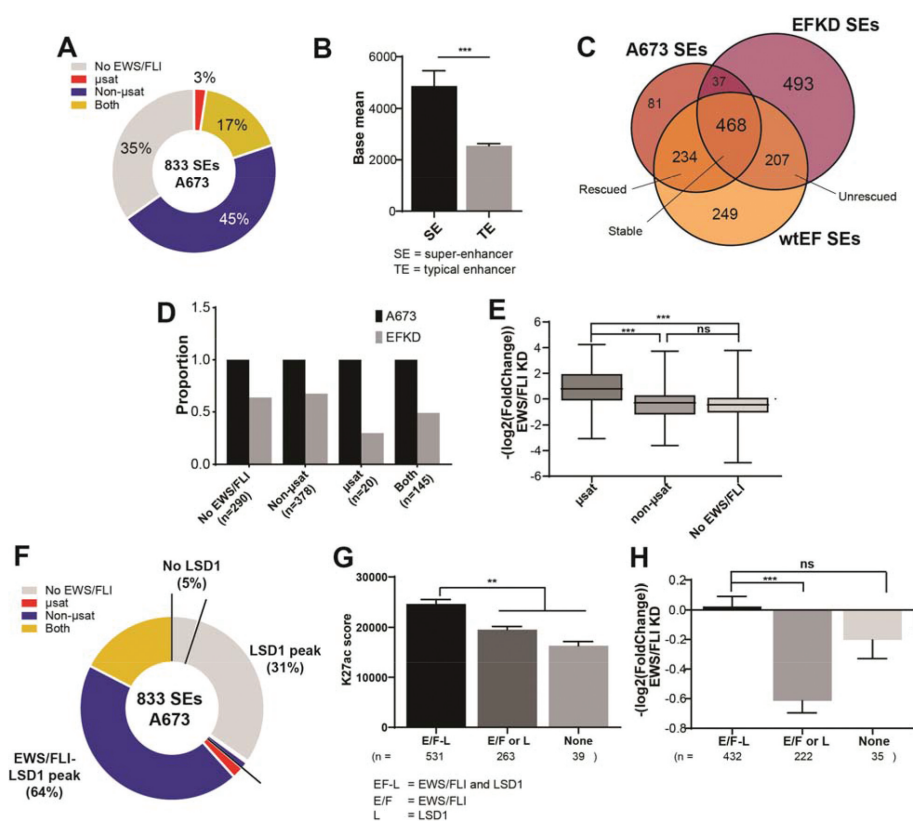 A
No EWS/FLI
µsat
Non-µsat
Both
3%
17%
35%
833 SEs
A673
45%
B
***
6000
4000
2000
0
Base mean
SE
TE
SE = super-enhancer
TE = typical enhancer
C
EFKD SEs
A673 SEs
37
493
81
468
234
207
Rescued
Unrescued
Stable
249
wtEF SEs
D
A673
EFKD
1.5
1.0
0.5
0.0
Proportion
No EWS/FLI
(n=290)
Non-µsat
(n=378)
µsat
(n=20)
Both
(n=145)
E
***
***
ns
6
4
2
0
-2
-4
-6
-(log2(FoldChange))
EWS/FLI KD
µsat
non-µsat
No EWS/FLI
F
No EWS/FLI
µsat
Non-µsat
Both
No LSD1
(5%)
LSD1 peak
(31%)
833 SEs
A673
EWS/FLI-
LSD1 peak
(64%)
G
**
30000
20000
10000
0
K27ac score
E/F-L
E/F or L
None
(n = 531 263 39 )
EF-L = EWS/FLI and LSD1
E/F = EWS/FLI
L = LSD1
H
ns
***
0.2
0.0
-0.2
-0.4
-0.6
-0.8
-(log2(FoldChange))
EWS/FLI KD
E/F-L
E/F or L
None
(n = 432 222 35 )